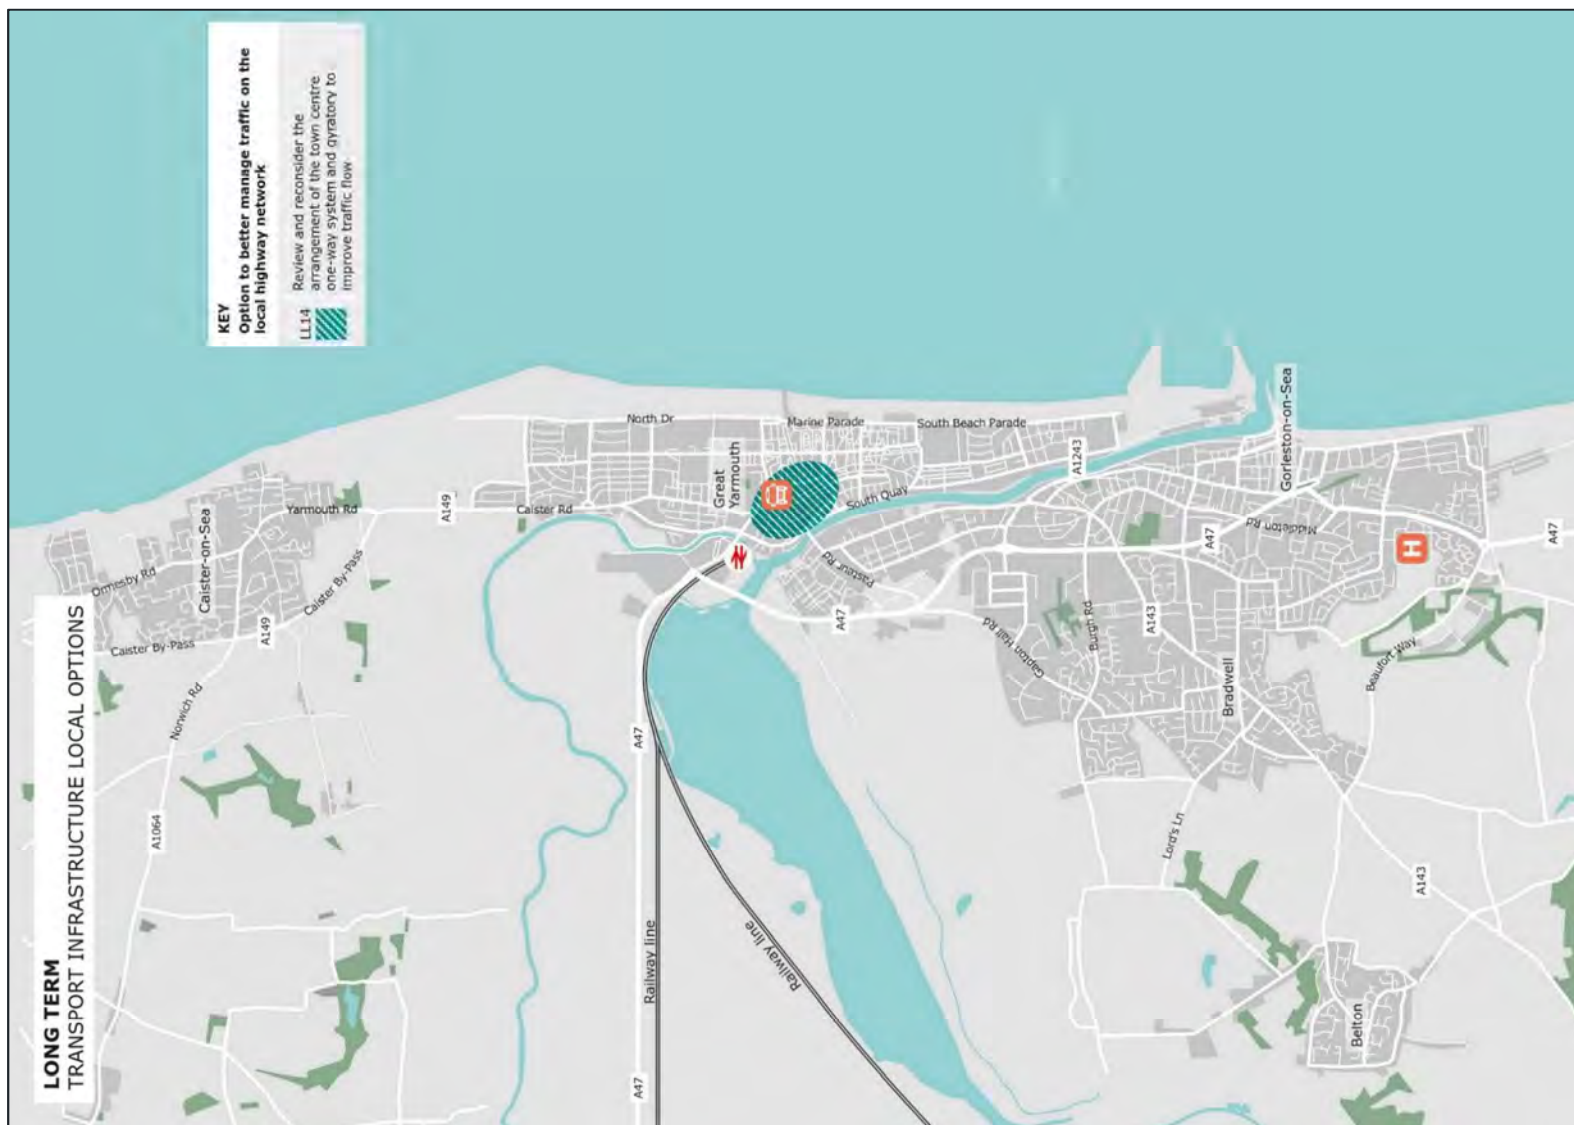 LONG TERM
TRANSPORT INFRASTRUCTURE LOCAL OPTIONS
KEY
Option to better manage traffic on the
local highway network
LL14
Review and reconsider the
arrangement of the town centre
one-way system and gyratory to
improve traffic flow
Ormesby Rd
Caister-on-Sea
Yarmouth Rd
Caister By-Pass
Caister By-Pass
A149
A149
Norwich Rd
A1064
Caister Rd
North Dr
Great
Yarmouth
Marine Parade
South Beach Parade
South Quay
A1243
Gorleston-on-Sea
Pasteur Rd
A47
A47
A47
A47
A47
Middleton Rd
H
Gapton Hall Rd
Burgh Rd
A143
Bradwell
Beaufort Way
Lord's Ln
A143
Belton
Railway line
Railway line